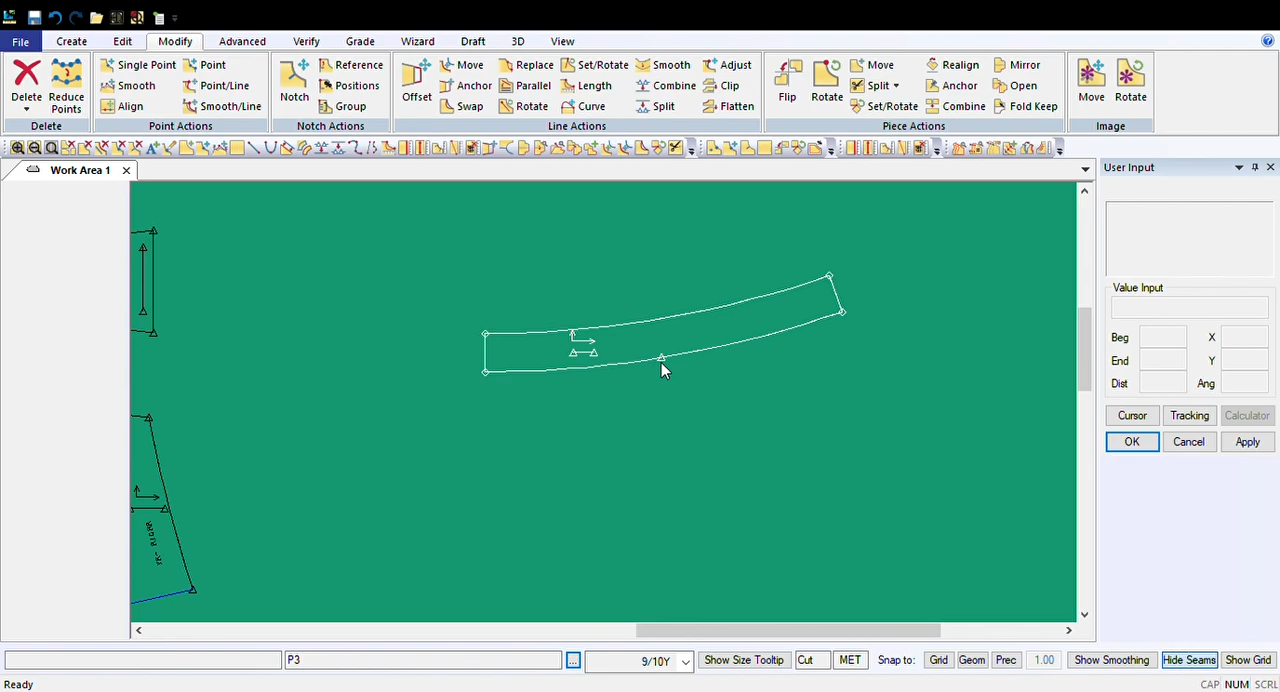 File Create Edit Modify Advanced Verify Grade Wizard Draft 3D View
Single Point Point Reference Move Replace Set/Rotate Smooth Adjust Move Realign Mirror
Smooth Point/Line Positions Anchor Parallel Length Combine Clip Split Anchor Open
Delete Reduce Points Align Smooth/Line Notch Group Offset Swap Rotate Curve Split Flatten Flip Rotate Set/Rotate Combine Fold Keep Move Rotate
Delete Point Actions Notch Actions Line Actions Piece Actions Image
Work Area 1
User Input
Value Input
Beg X
End Y
Dist Ang
Cursor Tracking Calculator
OK Cancel Apply
P3 ... 9/10Y Show Size Tooltip Cut MET Snap to: Grid Geom Prec 1.00 Show Smoothing Hide Seams Show Grid
Ready CAP NUM SCRL